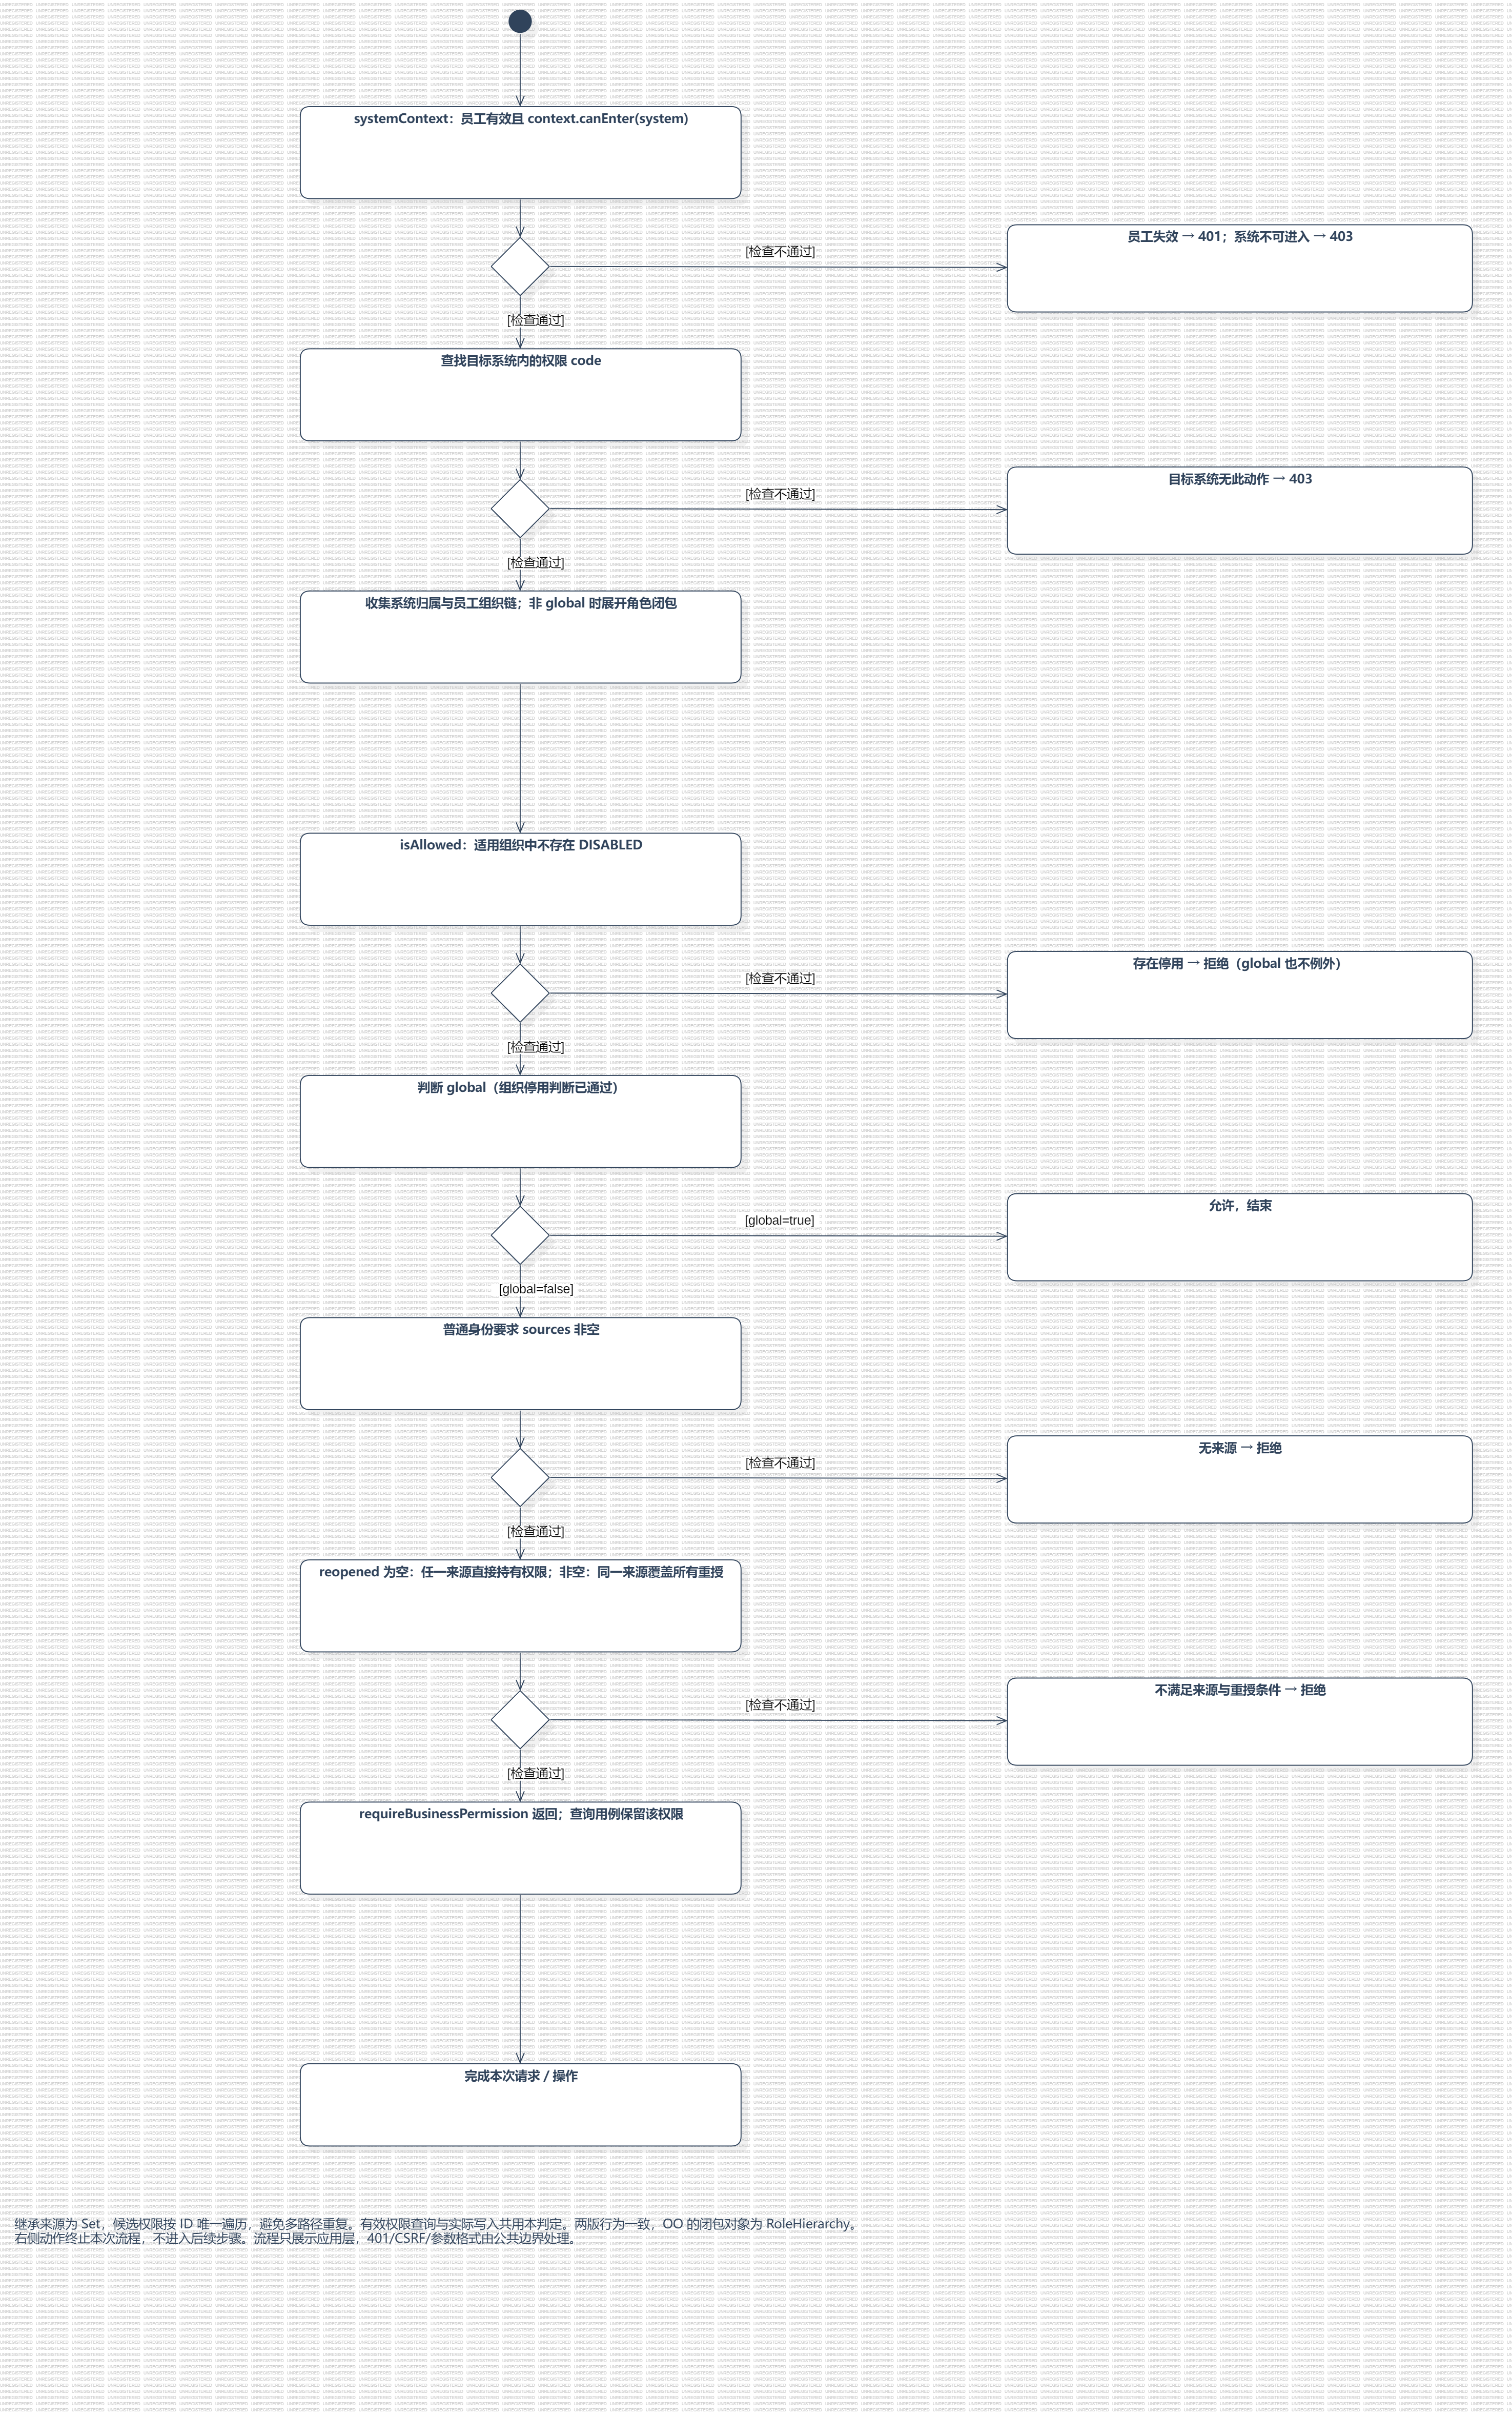 systemContext：员工有效且 context.canEnter(system)
[检查不通过]
员工失效 → 401；系统不可进入 → 403
[检查通过]
查找目标系统内的权限 code
[检查不通过]
目标系统无此动作 → 403
[检查通过]
收集系统归属与员工组织链；非 global 时展开角色闭包
isAllowed：适用组织中不存在 DISABLED
[检查不通过]
存在停用 → 拒绝（global 也不例外）
[检查通过]
判断 global（组织停用判断已通过）
[global=true]
允许，结束
[global=false]
普通身份要求 sources 非空
[检查不通过]
无来源 → 拒绝
[检查通过]
reopened 为空：任一来源直接持有权限；非空：同一来源覆盖所有重授
[检查不通过]
不满足来源与重授条件 → 拒绝
[检查通过]
requireBusinessPermission 返回；查询用例保留该权限
完成本次请求 / 操作
继承来源为 Set，候选权限按 ID 唯一遍历，避免多路径重复。有效权限查询与实际写入共用本判定。两版行为一致，OO 的闭包对象为 RoleHierarchy。
右侧动作终止本次流程，不进入后续步骤。流程只展示应用层，401/CSRF/参数格式由公共边界处理。